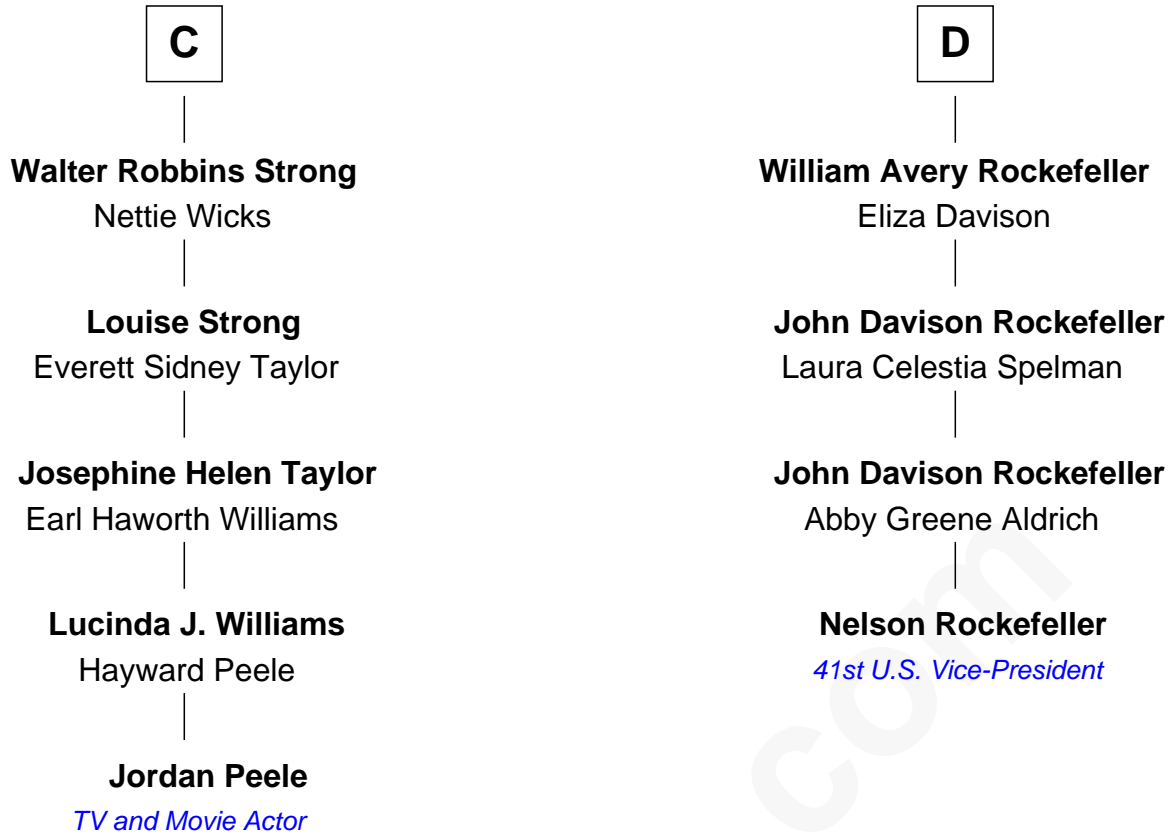 C
Walter Robbins Strong
Nettie Wicks
Louise Strong
Everett Sidney Taylor
Josephine Helen Taylor
Earl Haworth Williams
Lucinda J. Williams
Hayward Peele
Jordan Peele
TV and Movie Actor
D
William Avery Rockefeller
Eliza Davison
John Davison Rockefeller
Laura Celestia Spelman
John Davison Rockefeller
Abby Greene Aldrich
Nelson Rockefeller
41st U.S. Vice-President
com